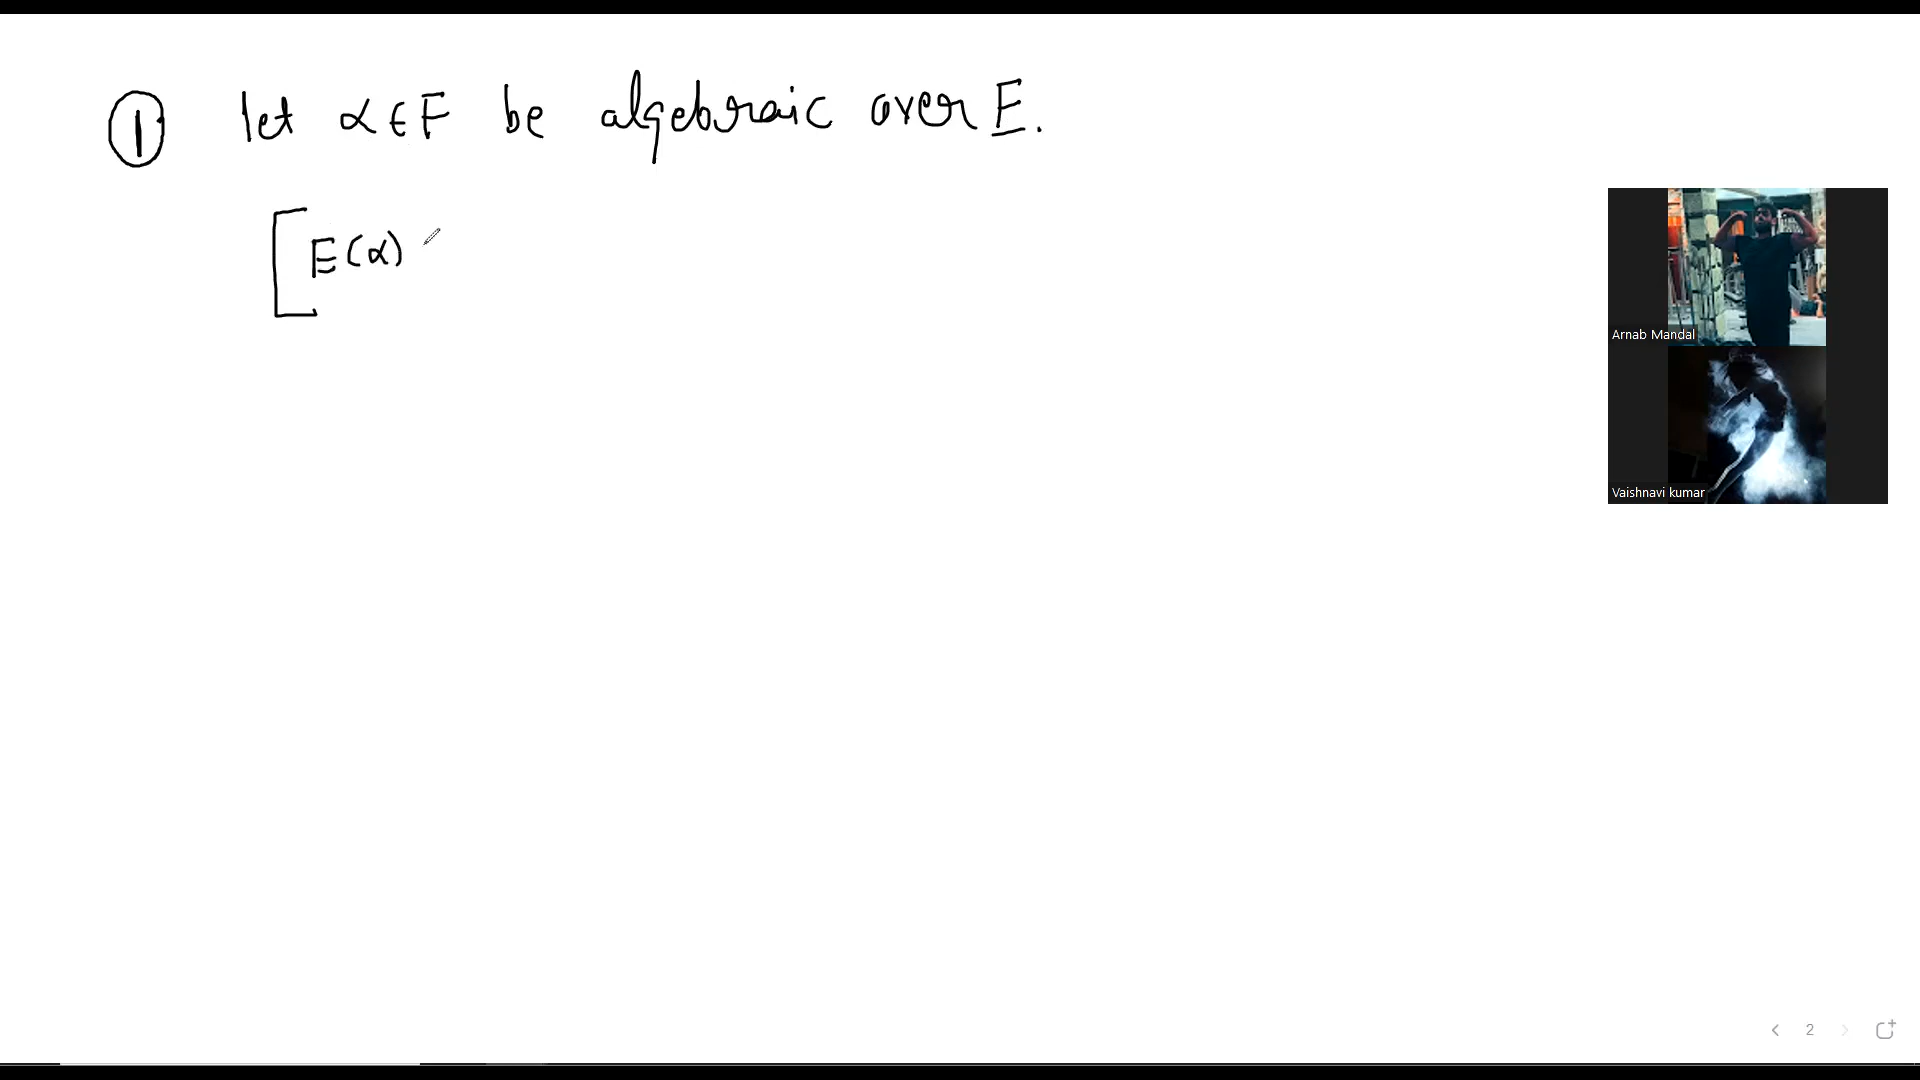 ① let α ∈ F be algebraic over E.
[ E(α)
Arnab Mandal
Vaishnavi kumar
2